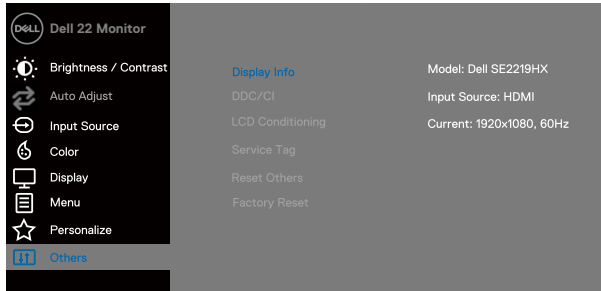 DELL
Dell 22 Monitor
Brightness / Contrast
Auto Adjust
Input Source
Color
Display
Menu
Personalize
Others
Display Info
DDC/CI
LCD Conditioning
Service Tag
Reset Others
Factory Reset
Model: Dell SE2219HX
Input Source: HDMI
Current: 1920x1080, 60Hz